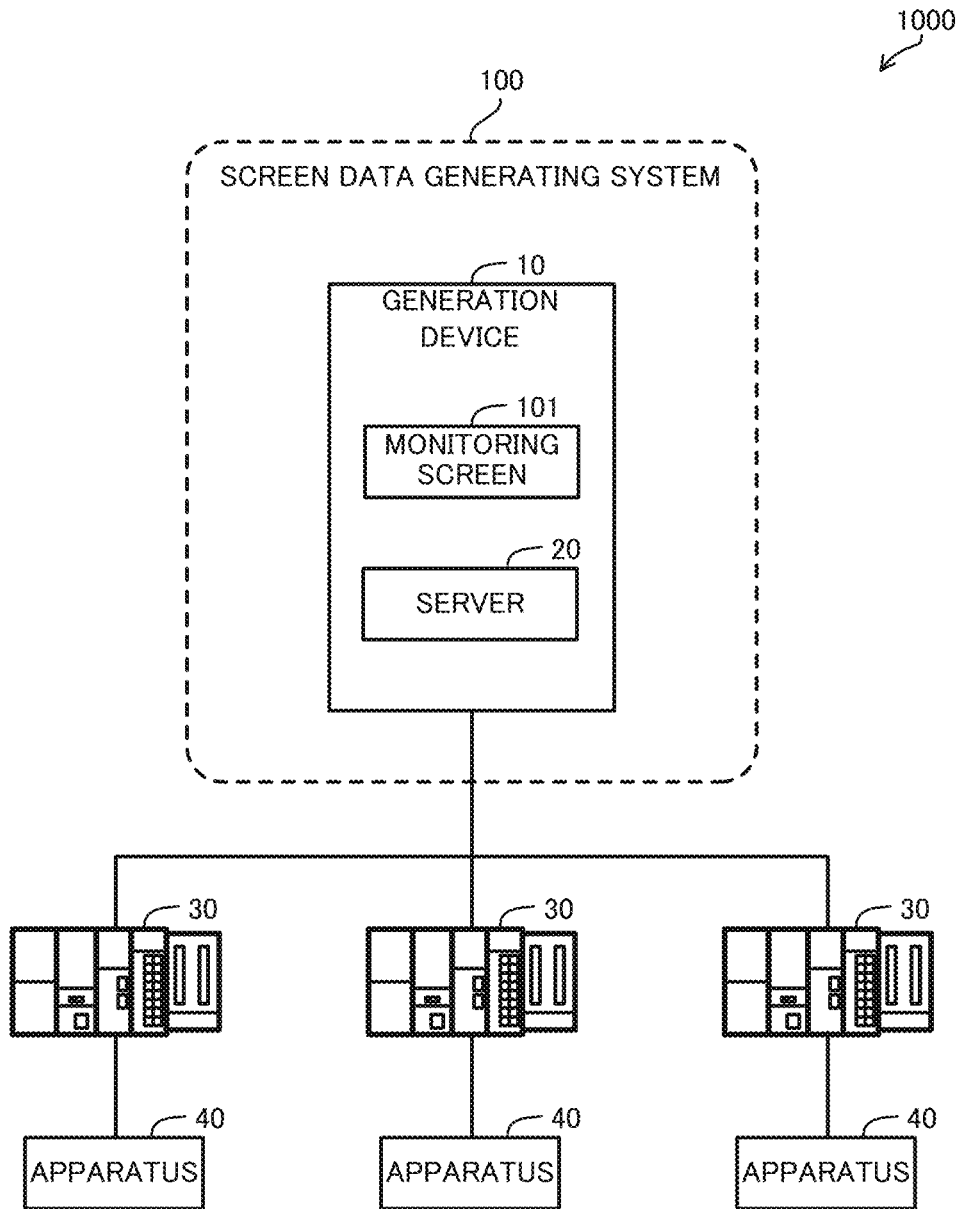 1000
100
SCREEN DATA GENERATING SYSTEM
10
GENERATION
DEVICE
101
MONITORING
SCREEN
20
SERVER
30
30
30
40
40
40
APPARATUS
APPARATUS
APPARATUS